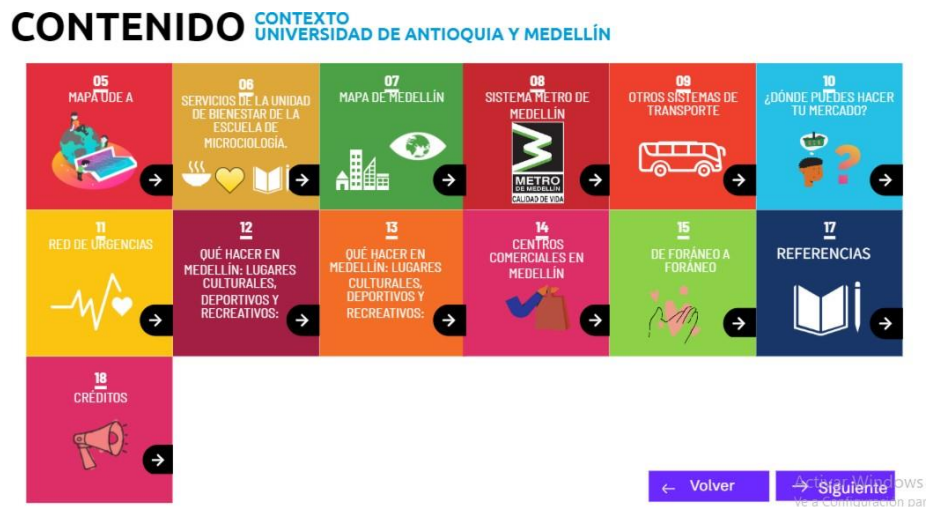 CONTENIDO
CONTEXTO
UNIVERSIDAD DE ANTIOQUIA Y MEDELLÍN
05
MAPA UDE A
06
SERVICIOS DE LA UNIDAD
DE BIENESTAR DE LA
ESCUELA DE
MICROCIOLOGÍA.
07
MAPA DE MEDELLÍN
08
SISTEMA METRO DE
MEDELLÍN
METRO
DE MEDELLÍN
CALIDAD DE VIDA
09
OTROS SISTEMAS DE
TRANSPORTE
10
¿DÓNDE PUEDES HACER
TU MERCADO?
11
RED DE URGENCIAS
12
QUÉ HACER EN
MEDELLÍN: LUGARES
CULTURALES,
DEPORTIVOS Y
RECREATIVOS:
13
QUÉ HACER EN
MEDELLÍN: LUGARES
CULTURALES,
DEPORTIVOS Y
RECREATIVOS:
14
CENTROS
COMERCIALES EN
MEDELLÍN
15
DE FORÁNEO A
FORÁNEO
17
REFERENCIAS
18
CRÉDITOS
← Volver
→ Siguiente
Activar Windows
Ve a Configuración par